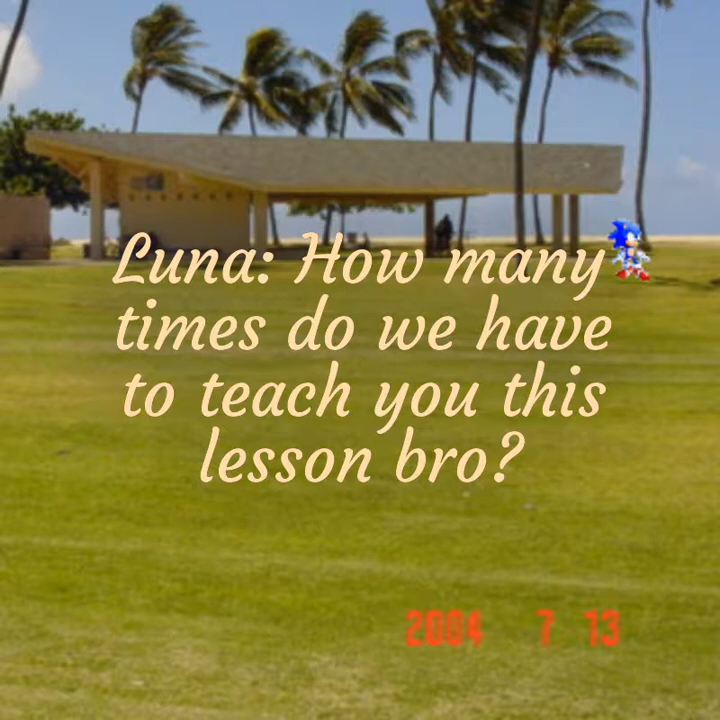 Luna: How many
times do we have
to teach you this
lesson bro?
2004 7 13